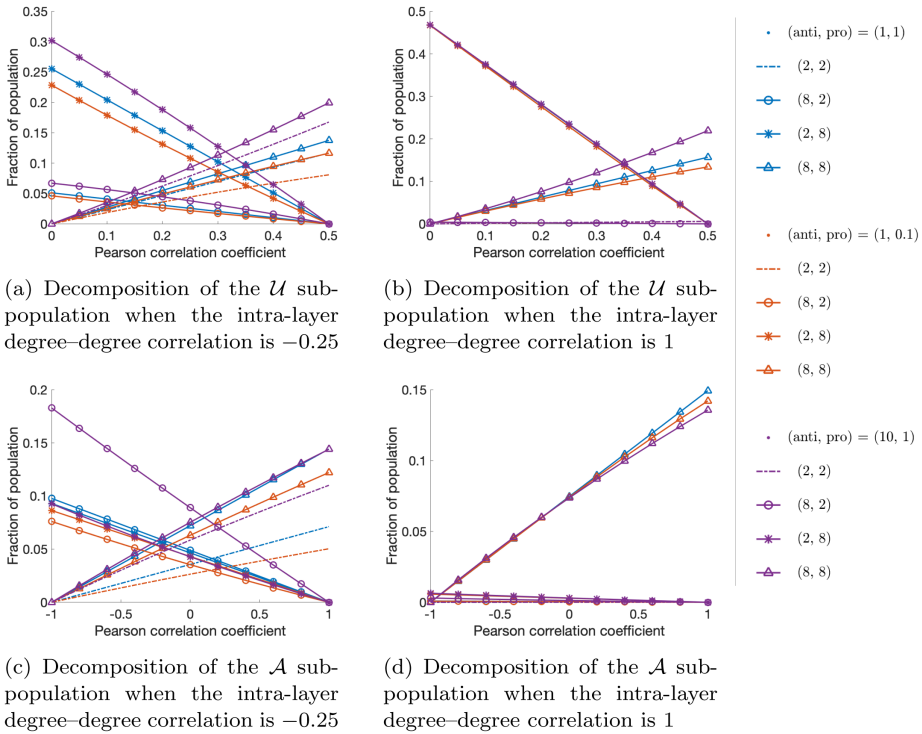 0.35
0.3
0.25
0.2
0.15
0.1
0.05
0
Fraction of population
0 0.1 0.2 0.3 0.4 0.5
Pearson correlation coefficient
(a) Decomposition of the 𝒰 sub-
population when the intra-layer
degree–degree correlation is −0.25
0.5
0.4
0.3
0.2
0.1
0
Fraction of population
0 0.1 0.2 0.3 0.4 0.5
Pearson correlation coefficient
(b) Decomposition of the 𝒰 sub-
population when the intra-layer
degree–degree correlation is 1
0.2
0.15
0.1
0.05
0
Fraction of population
-1 -0.5 0 0.5 1
Pearson correlation coefficient
(c) Decomposition of the 𝒜 sub-
population when the intra-layer
degree–degree correlation is −0.25
0.15
0.1
0.05
0
Fraction of population
-1 -0.5 0 0.5 1
Pearson correlation coefficient
(d) Decomposition of the 𝒜 sub-
population when the intra-layer
degree–degree correlation is 1
(anti, pro) = (1, 1)
(2, 2)
(8, 2)
(2, 8)
(8, 8)
(anti, pro) = (1, 0.1)
(2, 2)
(8, 2)
(2, 8)
(8, 8)
(anti, pro) = (10, 1)
(2, 2)
(8, 2)
(2, 8)
(8, 8)